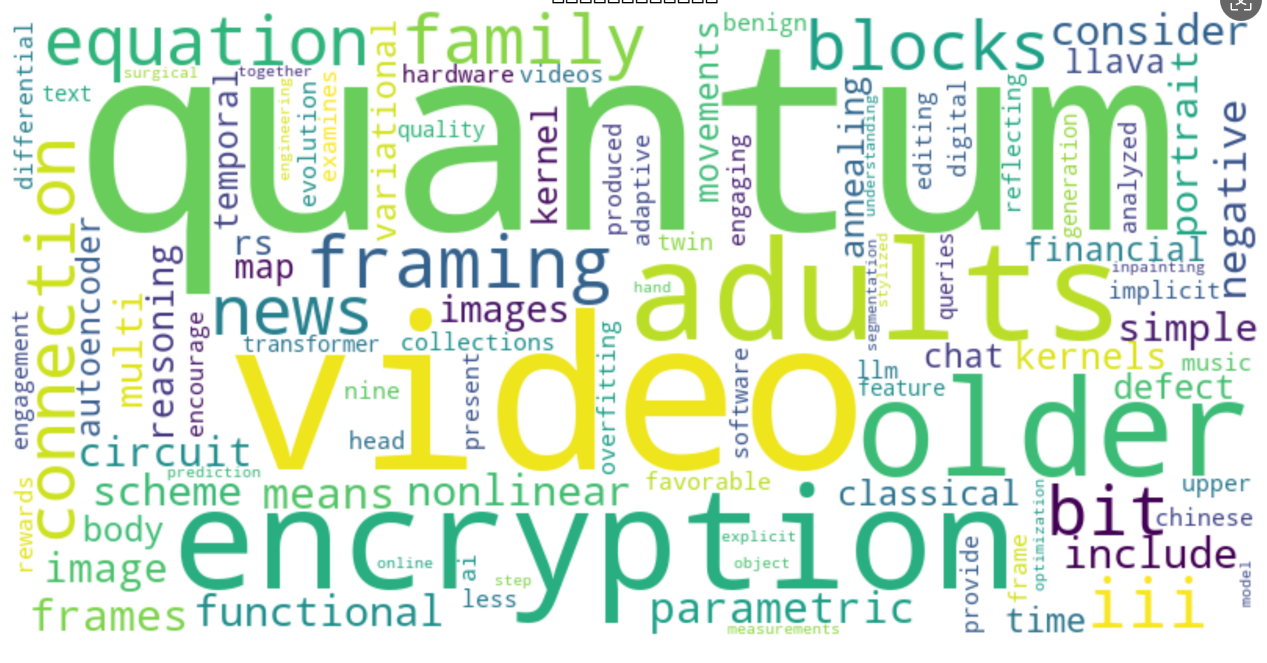 equation
family
benign
blocks
consider
differential
surgical
together
hardware
videos
movements
llava
text
quantum
temporal
engineering
evolution
examines
variational
quality
kernel
produced
adaptive
engaging
annealing
understanding
editing
digital
reflecting
generation
analyzed
portrait
negative
connection
autoencoder
reasoning
rs
map
framing
twin
adults
financial
inpainting
implicit
hand
segmentation
stylized
queries
news
images
simple
engagement
multi
encourage
transformer
collections
video
nine
head
present
overfitting
software
chat
kernels
music
llm
feature
defect
older
circuit
prediction
scheme
means
nonlinear
favorable
classical
optimization
bit
upper
chinese
rewards
body
encryption
explicit
include
image
online
ai
step
object
provide
frame
model
frames
functional
less
parametric
measurements
time
iii